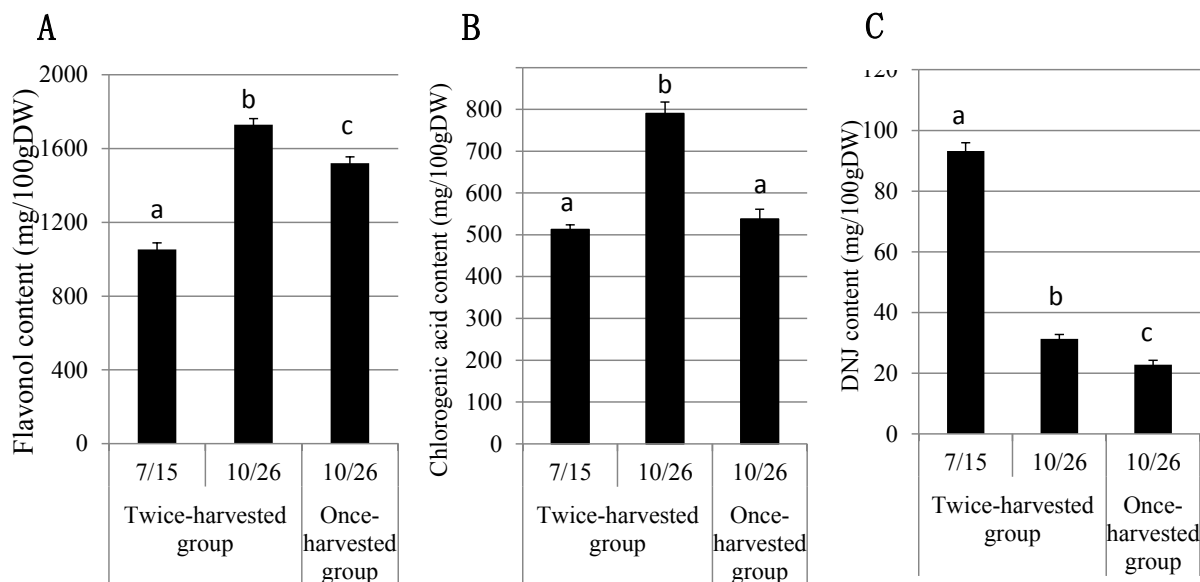 A
Flavonol content (mg/100gDW)
2000
1600
1200
800
400
0
a
b
c
7/15
10/26
10/26
Twice-harvested
group
Once-
harvested
group
B
Chlorogenic acid content (mg/100gDW)
800
700
600
500
400
300
200
100
0
a
b
a
7/15
10/26
10/26
Twice-harvested
group
Once-
harvested
group
C
DNJ content (mg/100gDW)
120
100
80
60
40
20
0
a
b
c
7/15
10/26
10/26
Twice-harvested
group
Once-
harvested
group